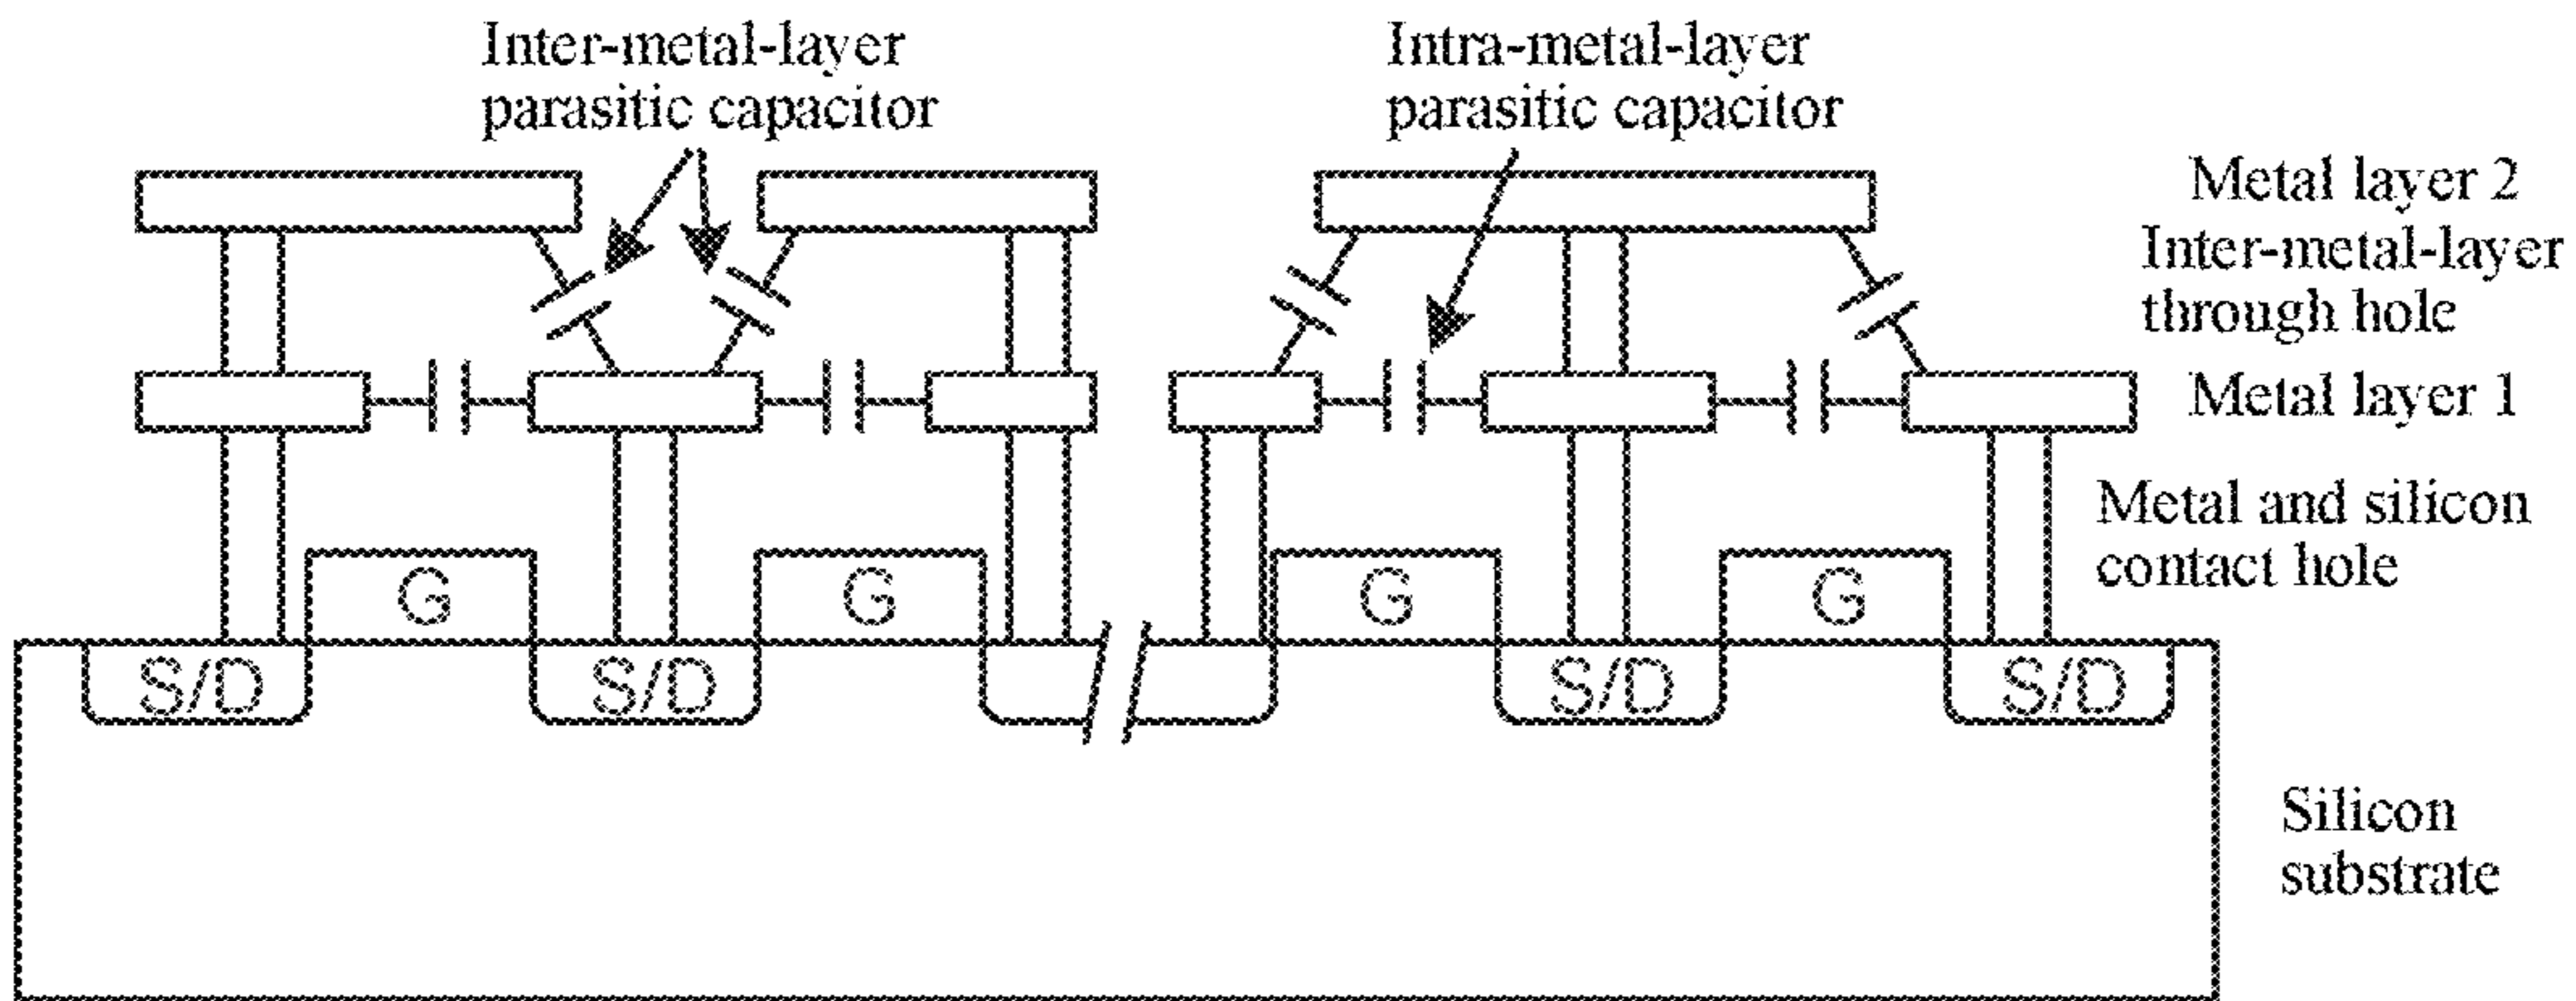 Inter-metal-layer
parasitic capacitor
Intra-metal-layer
parasitic capacitor
Metal layer 2
Inter-metal-layer
through hole
Metal layer 1
Metal and silicon
contact hole
G
G
G
G
S/D
S/D
S/D
S/D
Silicon
substrate